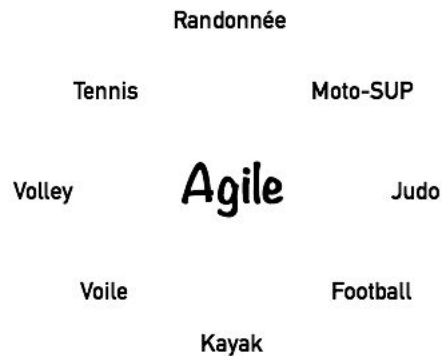 Randonnée
Tennis
Moto-SUP
Volley
Agile
Judo
Voile
Football
Kayak